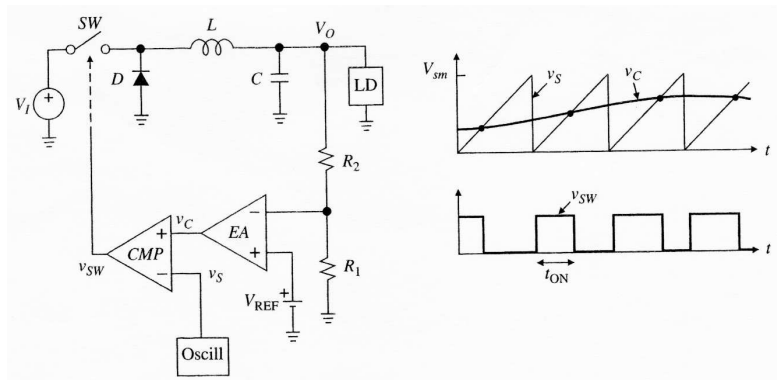 SW
L
V_O
D
C
LD
V_I
R_2
v_C
EA
CMP
v_SW
v_S
R_1
V_REF
Oscill
V_sm
v_S
v_C
t
v_SW
t_ON
t